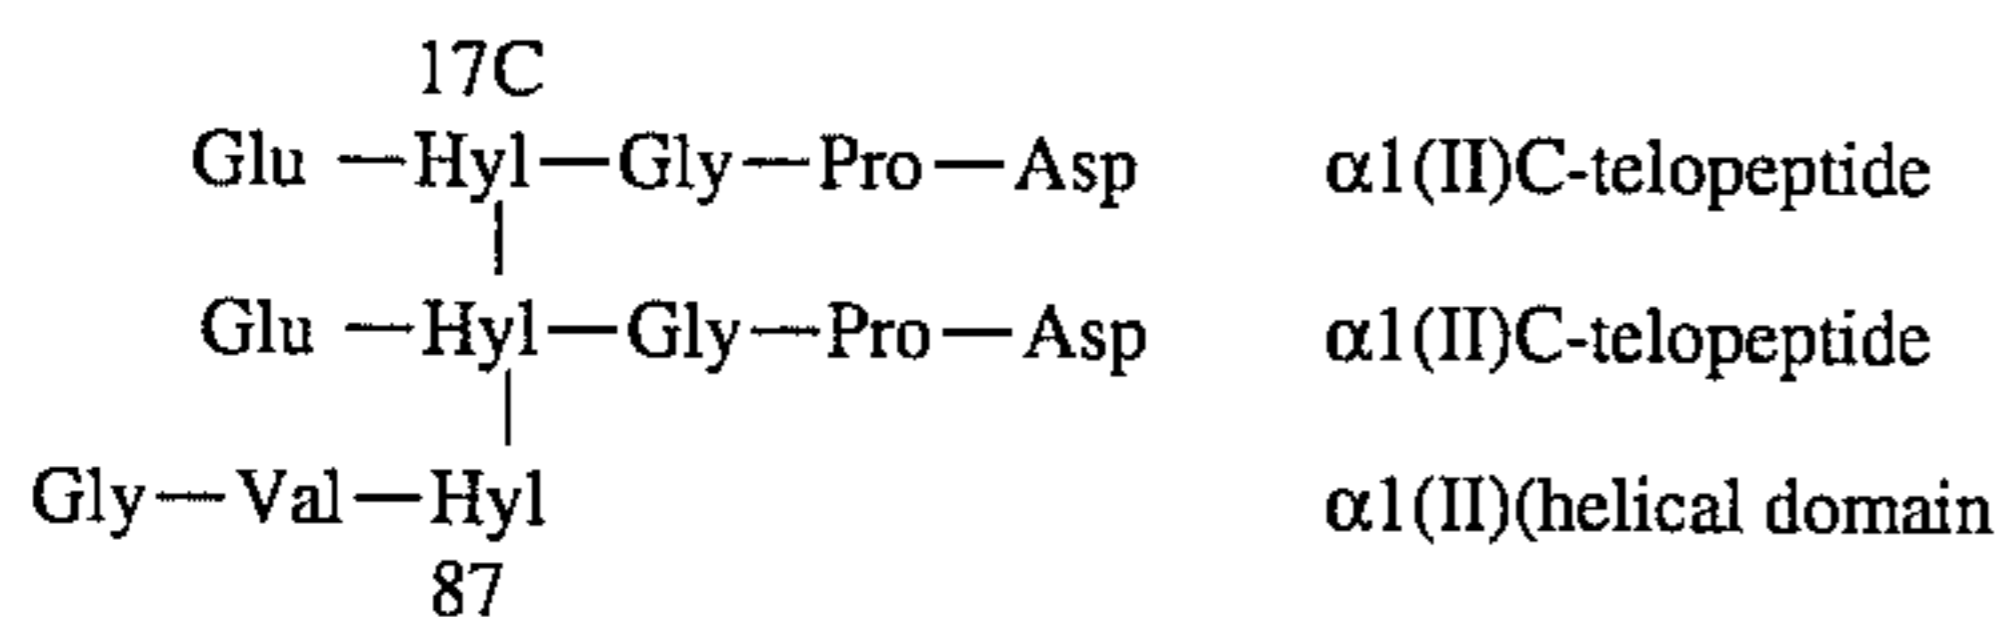 17C
Glu — Hyl — Gly — Pro — Asp α1(II)C-telopeptide
Glu — Hyl — Gly — Pro — Asp α1(II)C-telopeptide
Gly — Val — Hyl α1(II)(helical domain
87